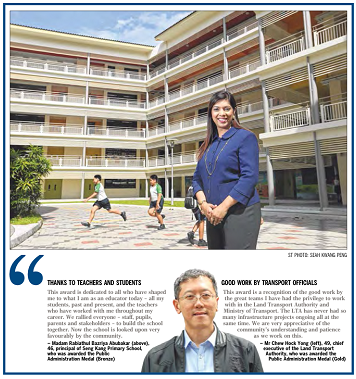 ST PHOTO: SEAH KWANG PENG
THANKS TO TEACHERS AND STUDENTS
This award is dedicated to all who have shaped
me to what I am as an educator today – all my
students, past and present, and the teachers
who have worked with me throughout my
career. We rallied everyone – staff, pupils,
parents and stakeholders – to build the school
together. Now the school is looked upon very
favourably by the community.
– Madam Rabiathul Bazriya Abubakar (above),
46, principal of Seng Kang Primary School,
who was awarded the Public
Administration Medal (Bronze)
GOOD WORK BY TRANSPORT OFFICIALS
This award is a recognition of the good work by
the great teams I have had the privilege to work
with in the Land Transport Authority and
Ministry of Transport. The LTA has never had so
many infrastructure projects ongoing all at the
same time. We are very appreciative of the
community's understanding and patience
as we work on this.
– Mr Chew Hock Yong (left), 49, chief
executive of the Land Transport
Authority, who was awarded the
Public Administration Medal (Gold)